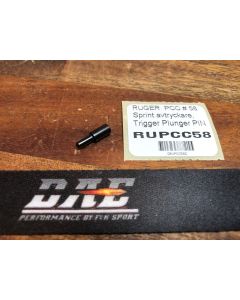 RUGER PCC # 58
Sprint avtryckare,
Trigger Plunger PIN
RUPCC58
DAE
PERFORMANCE BY F&K SPORT